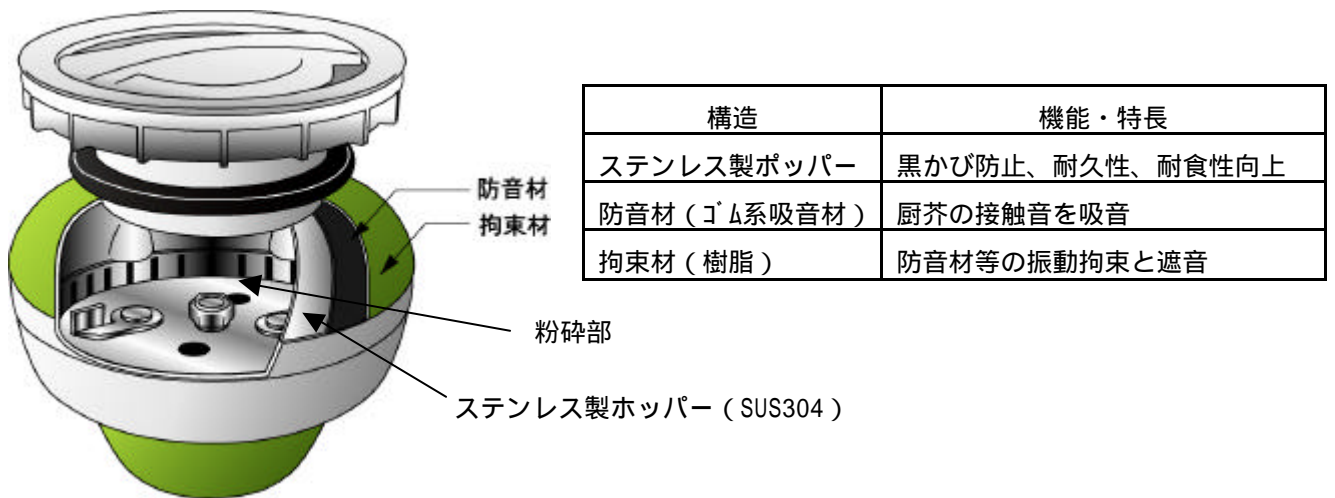 防音材
拘束材
粉砕部
ステンレス製ホッパー（SUS304）
構造 機能・特長
ステンレス製ポッパー 黒かび防止、耐久性、耐食性向上
防音材（ｺﾞﾑ系吸音材） 厨芥の接触音を吸音
拘束材（樹脂） 防音材等の振動拘束と遮音